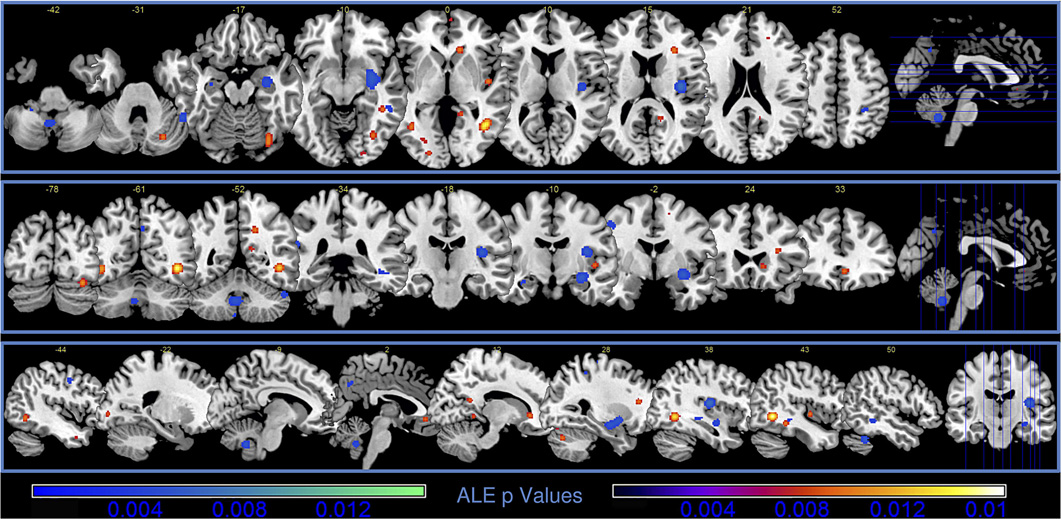 -42 -31 -17 -10 0 10 15 21 52
-78 -61 -52 -34 -18 -10 -2 24 33
-44 -22 -9 2 12 28 38 43 50
ALE p Values
0.004 0.008 0.012 0.004 0.008 0.012 0.01